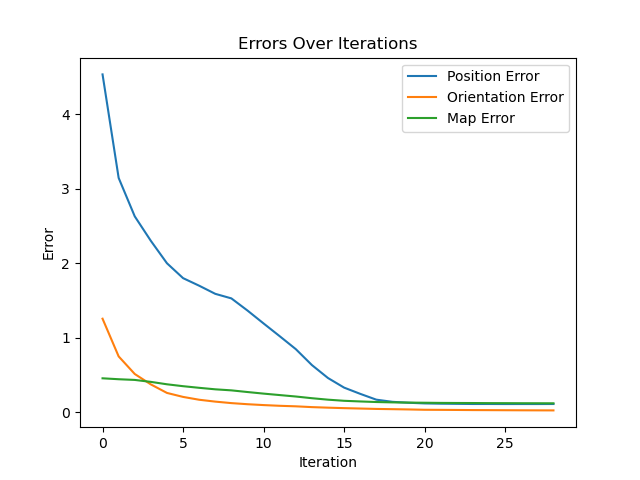 Errors Over Iterations
Position Error
Orientation Error
Map Error
4
3
2
1
0
Error
0 5 10 15 20 25
Iteration